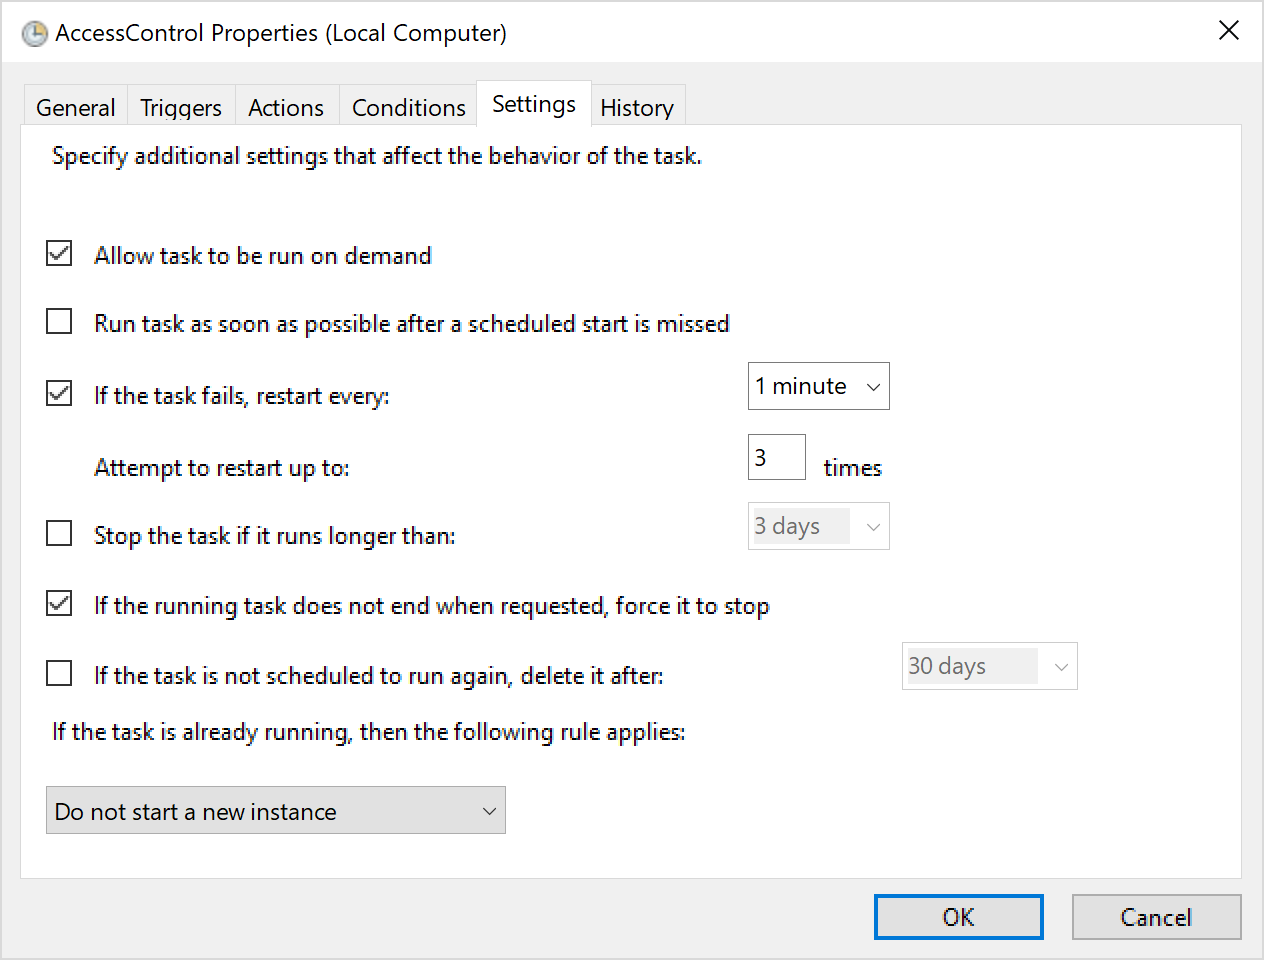 AccessControl Properties (Local Computer)
General Triggers Actions Conditions Settings History
Specify additional settings that affect the behavior of the task.
Allow task to be run on demand
Run task as soon as possible after a scheduled start is missed
If the task fails, restart every: 1 minute
Attempt to restart up to: 3 times
Stop the task if it runs longer than: 3 days
If the running task does not end when requested, force it to stop
If the task is not scheduled to run again, delete it after: 30 days
If the task is already running, then the following rule applies:
Do not start a new instance
OK Cancel